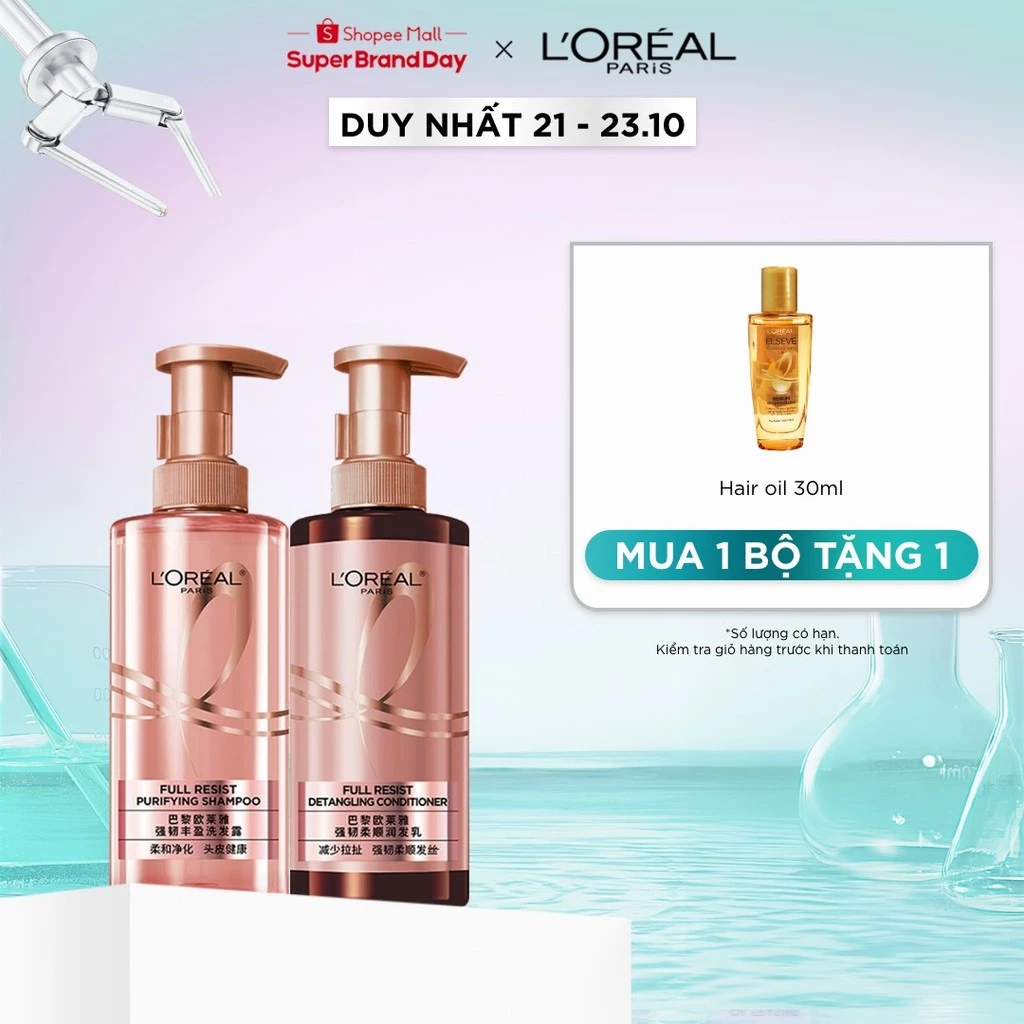 Shopee Mall
Super Brand Day
×
L'ORÉAL
PARIS
DUY NHẤT 21 - 23.10
L'ORÉAL
ELSEVE
SERUM
Hair oil 30ml
MUA 1 BỘ TẶNG 1
*Số lượng có hạn.
Kiểm tra giỏ hàng trước khi thanh toán
L'ORÉAL®
PARIS
FULL RESIST
PURIFYING SHAMPOO
巴黎欧莱雅
强韧丰盈洗发露
柔和净化 头皮健康
L'ORÉAL®
PARIS
FULL RESIST
DETANGLING CONDITIONER
巴黎欧莱雅
强韧柔顺润发乳
减少拉扯 强韧柔顺发丝